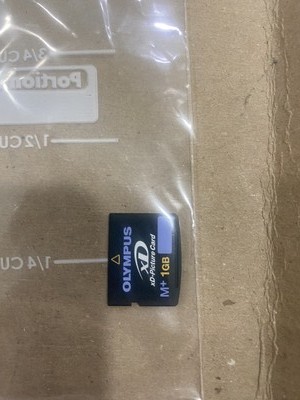 3/4 CU
Portion
1/2 CU
1/4 CU
OLYMPUS
xD
xD-Picture Card
M+ 1GB